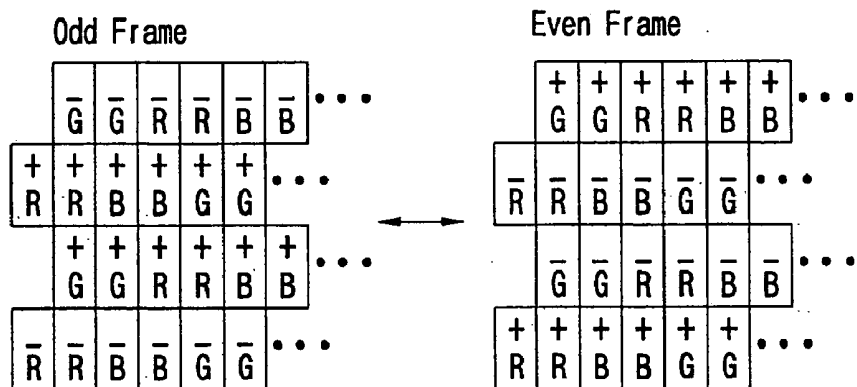 Odd Frame
Even Frame
− − − − − −
G G R R B B ...
+ + + + + +
R R B B G G ...
+ + + + + +
G G R R B B ...
− − − − − −
R R B B G G ...
+ + + + + +
G G R R B B ...
− − − − − −
R R B B G G ...
− − − − − −
G G R R B B ...
+ + + + + +
R R B B G G ...